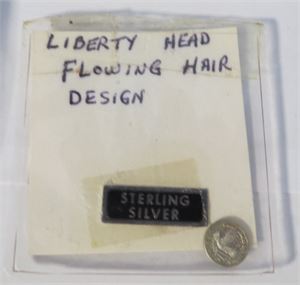 LIBERTY HEAD
FLOWING HAIR
DESIGN
STERLING
SILVER